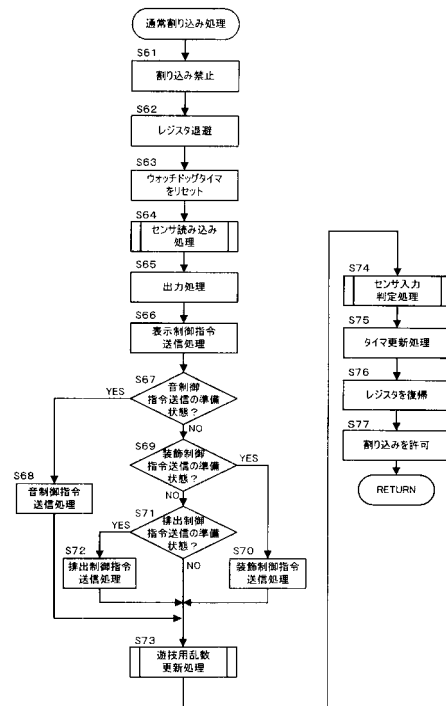 通常割り込み処理
S61
割り込み禁止
S62
レジスタ退避
S63
ウォッチドッグタイマ
をリセット
S64
センサ読み込み
処理
S65
出力処理
S66
表示制御指令
送信処理
S67
音制御
指令送信の準備
状態?
YES
NO
S68
音制御指令
送信処理
S69
装飾制御
指令送信の準備
状態?
YES
NO
S70
装飾制御指令
送信処理
S71
排出制御
指令送信の準備
状態?
YES
NO
S72
排出制御指令
送信処理
S73
遊技用乱数
更新処理
S74
センサ入力
判定処理
S75
タイマ更新処理
S76
レジスタを復帰
S77
割り込みを許可
RETURN